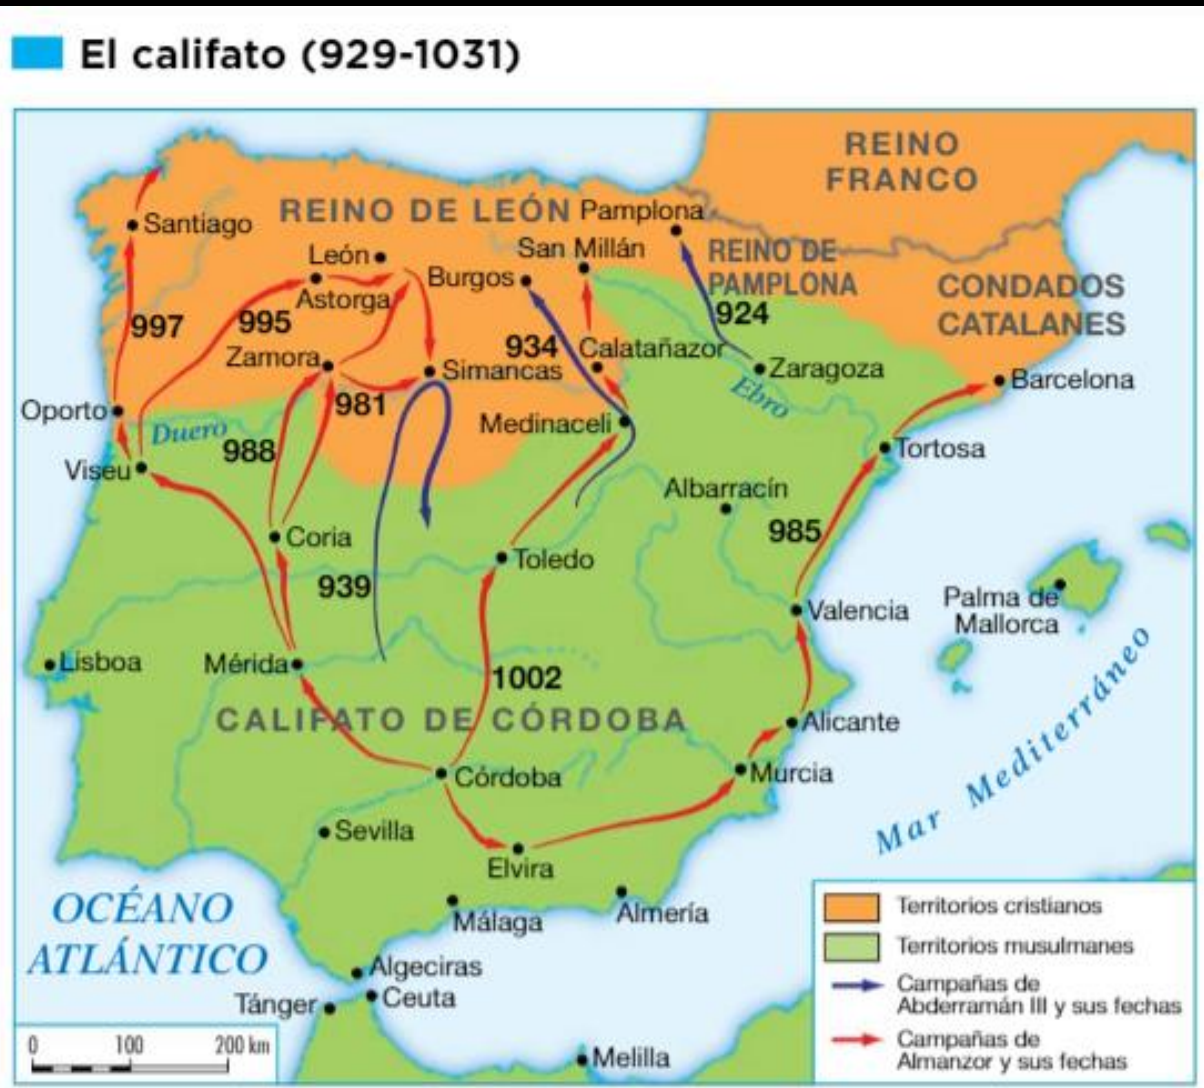 El califato (929-1031)
REINO
FRANCO
Santiago
REINO DE LEÓN
Pamplona
León
San Millán
REINO DE
PAMPLONA
Burgos
Astorga
CONDADOS
CATALANES
997
995
934
924
Zamora
Calatañazor
Simancas
Zaragoza
Barcelona
981
Ebro
Oporto
Duero
Medinaceli
988
Viseu
Tortosa
Albarracín
985
Coria
Toledo
939
Valencia
Palma de
Mallorca
Lisboa
Mérida
1002
CALIFATO DE CÓRDOBA
Alicante
Mar Mediterráneo
Córdoba
Murcia
Sevilla
Elvira
OCÉANO
ATLÁNTICO
Málaga
Almería
Algeciras
Ceuta
Tánger
Melilla
0 100 200 km
Territorios cristianos
Territorios musulmanes
Campañas de
Abderramán III y sus fechas
Campañas de
Almanzor y sus fechas